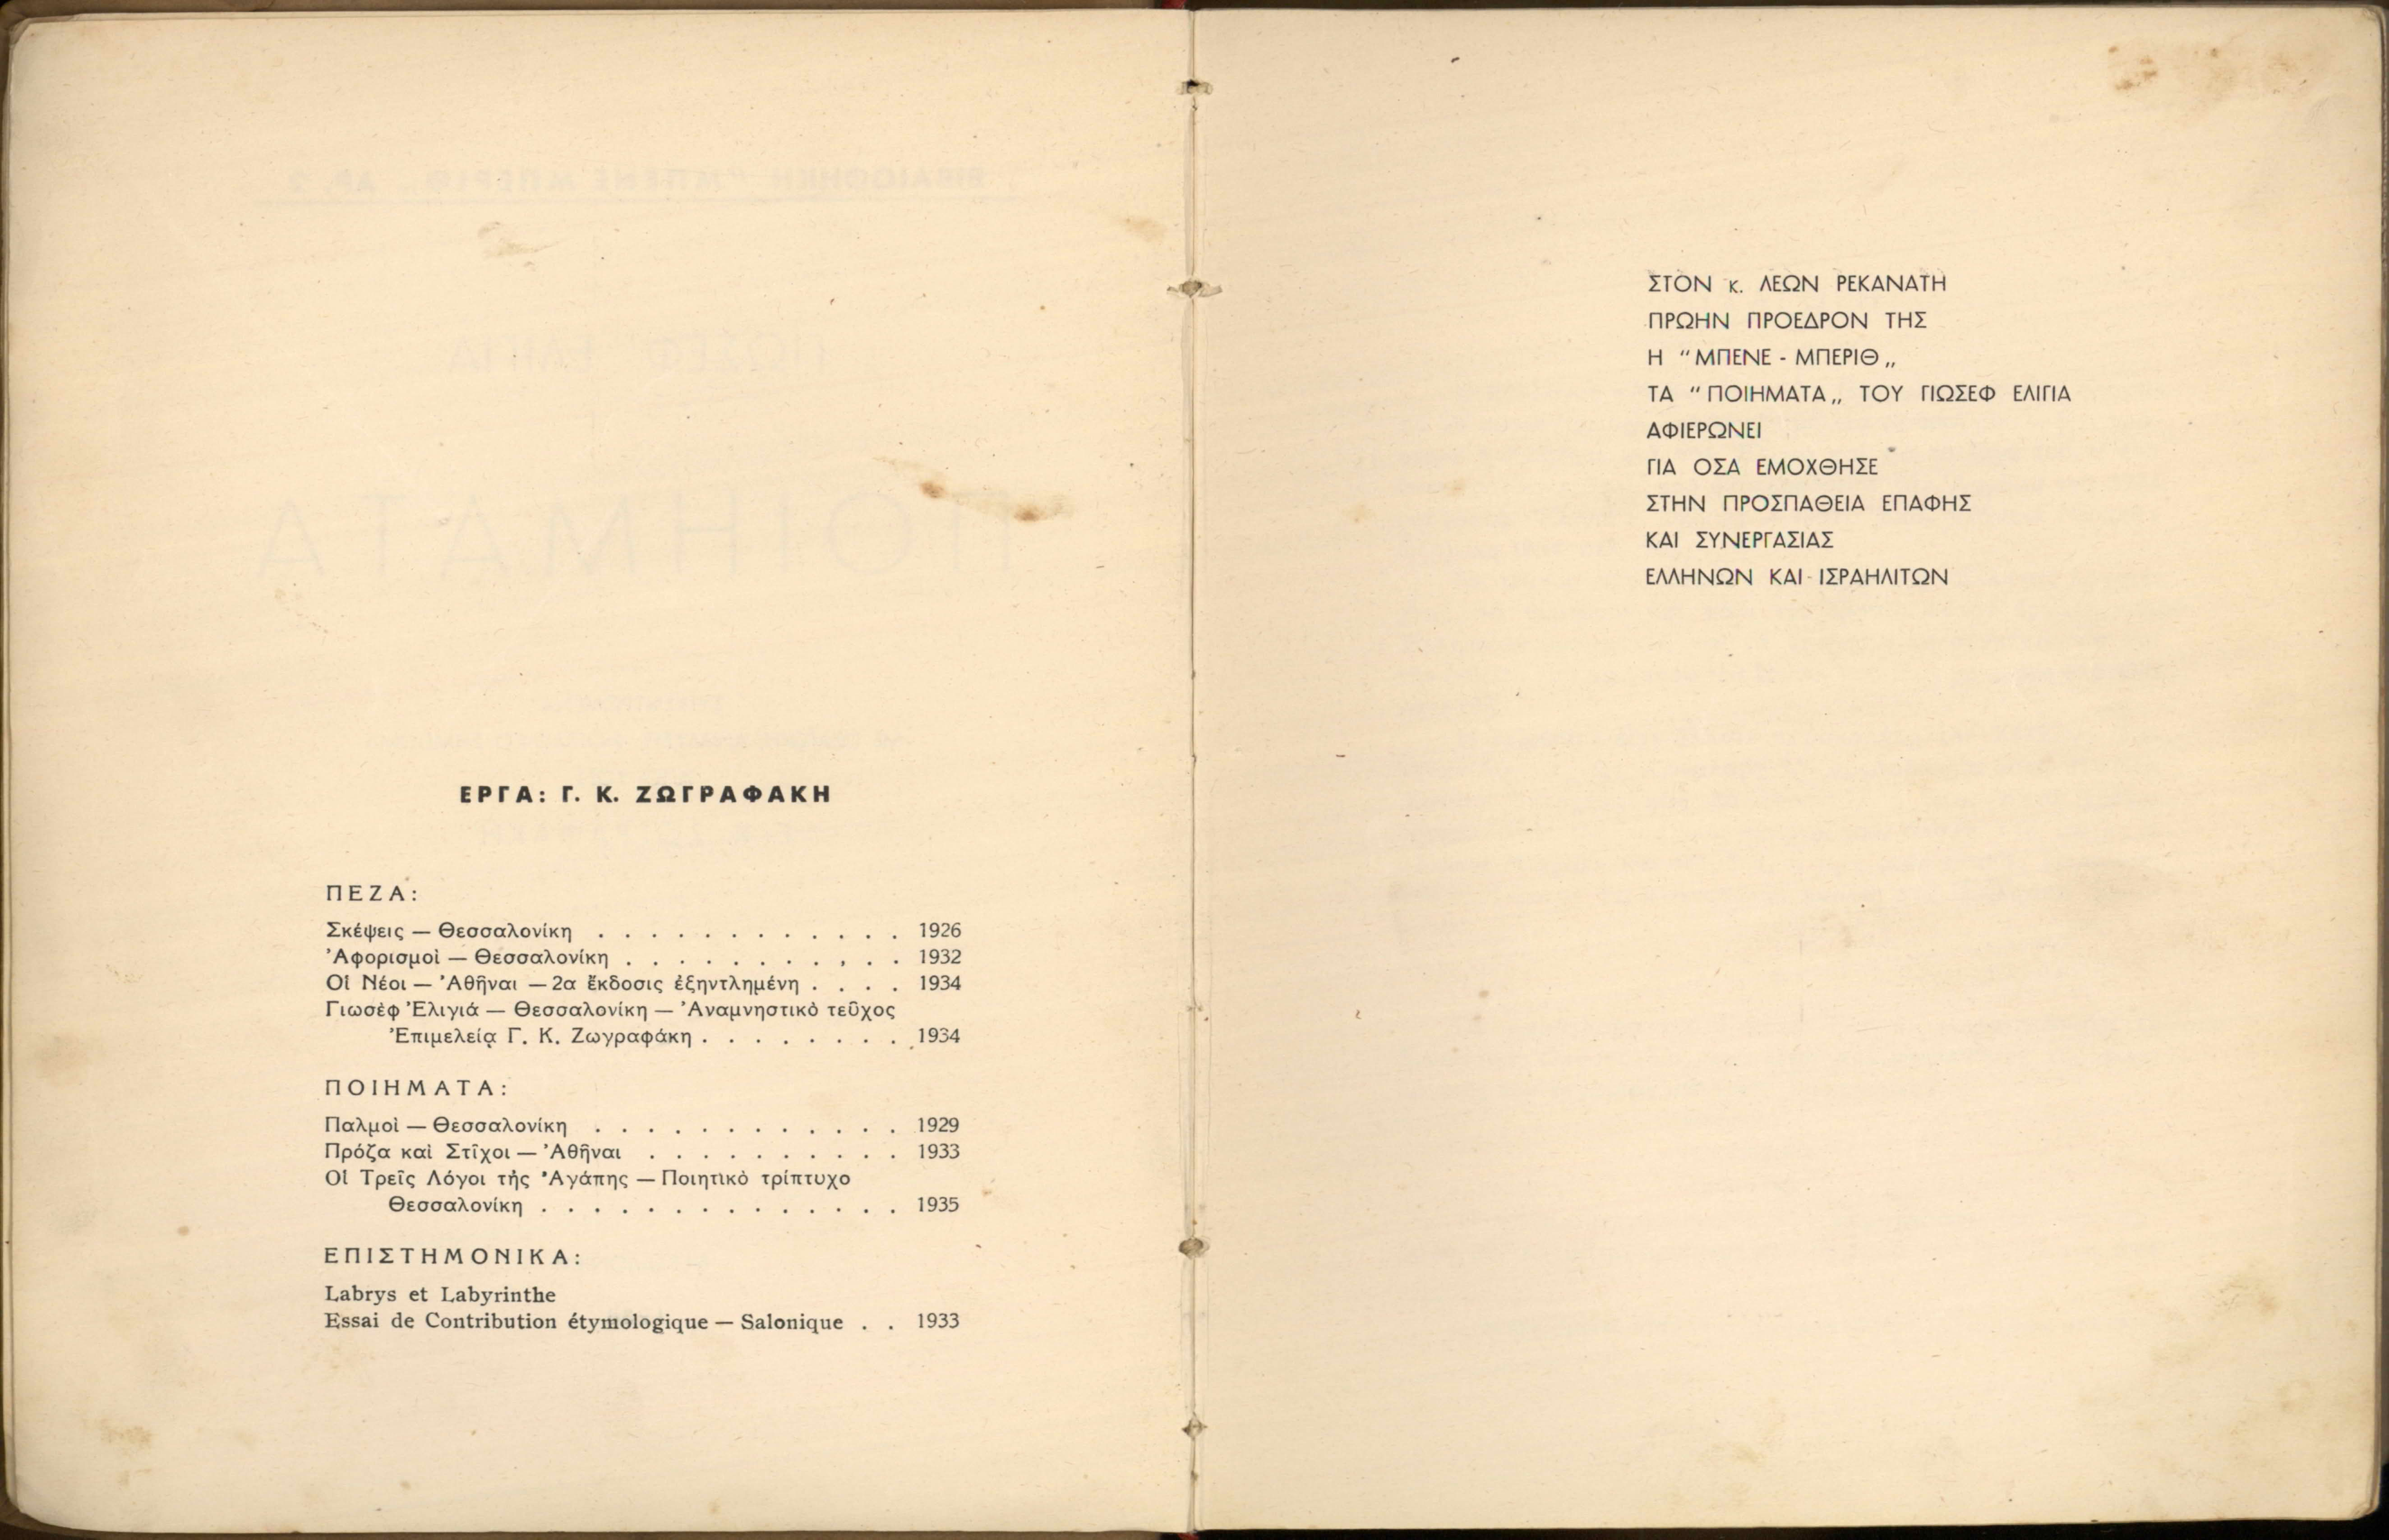 ΕΡΓΑ: Γ. Κ. ΖΩΓΡΑΦΑΚΗ
ΠΕΖΑ:
Σκέψεις — Θεσσαλονίκη . . . . . . . . . . . . 1926
Ἀφορισμοὶ — Θεσσαλονίκη . . . . . . . . . . . 1932
Οἱ Νέοι — Ἀθῆναι — 2α ἔκδοσις ἐξηντλημένη . . . . 1934
Γιωσὲφ Ἐλιγιά — Θεσσαλονίκη — Ἀναμνηστικὸ τεῦχος
Ἐπιμελείᾳ Γ. Κ. Ζωγραφάκη . . . . . . . . 1934
ΠΟΙΗΜΑΤΑ:
Παλμοὶ — Θεσσαλονίκη . . . . . . . . . . . . 1929
Πρόζα καὶ Στῖχοι — Ἀθῆναι . . . . . . . . . . 1933
Οἱ Τρεῖς Λόγοι τῆς Ἀγάπης — Ποιητικὸ τρίπτυχο
Θεσσαλονίκη . . . . . . . . . . . . . . 1935
ΕΠΙΣΤΗΜΟΝΙΚΑ:
Labrys et Labyrinthe
Essai de Contribution étymologique — Salonique . . 1933
ΣΤΟΝ κ. ΛΕΩΝ ΡΕΚΑΝΑΤΗ
ΠΡΩΗΝ ΠΡΟΕΔΡΟΝ ΤΗΣ
Η “ΜΠΕΝΕ - ΜΠΕΡΙΘ„
ΤΑ “ΠΟΙΗΜΑΤΑ„ ΤΟΥ ΓΙΩΣΕΦ ΕΛΙΓΙΑ
ΑΦΙΕΡΩΝΕΙ
ΓΙΑ ΟΣΑ ΕΜΟΧΘΗΣΕ
ΣΤΗΝ ΠΡΟΣΠΑΘΕΙΑ ΕΠΑΦΗΣ
ΚΑΙ ΣΥΝΕΡΓΑΣΙΑΣ
ΕΛΛΗΝΩΝ ΚΑΙ ΙΣΡΑΗΛΙΤΩΝ